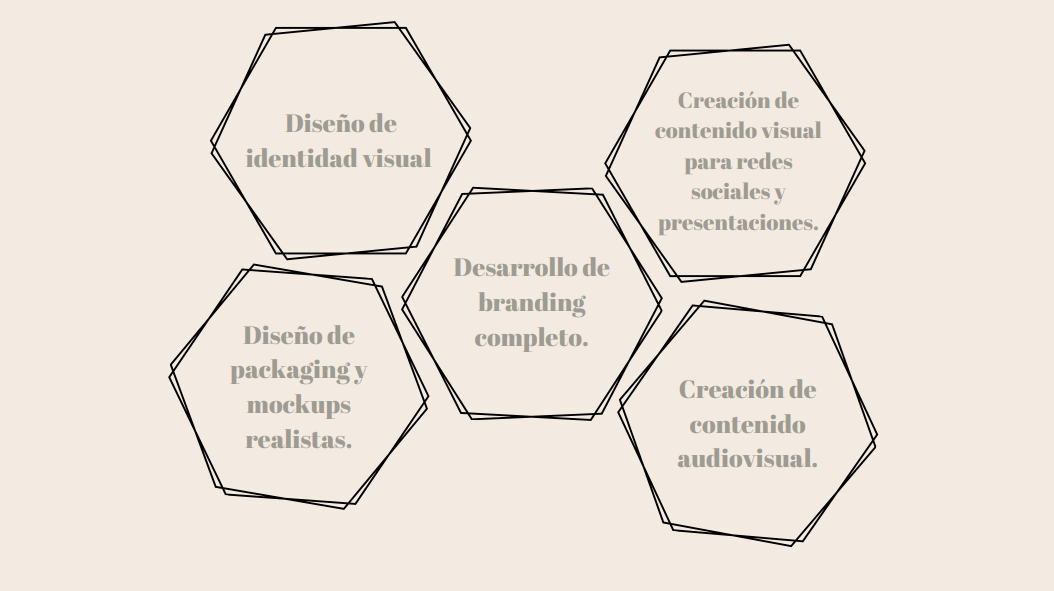 Diseño de
identidad visual
Creación de
contenido visual
para redes
sociales y
presentaciones.
Desarrollo de
branding
completo.
Diseño de
packaging y
mockups
realistas.
Creación de
contenido
audiovisual.